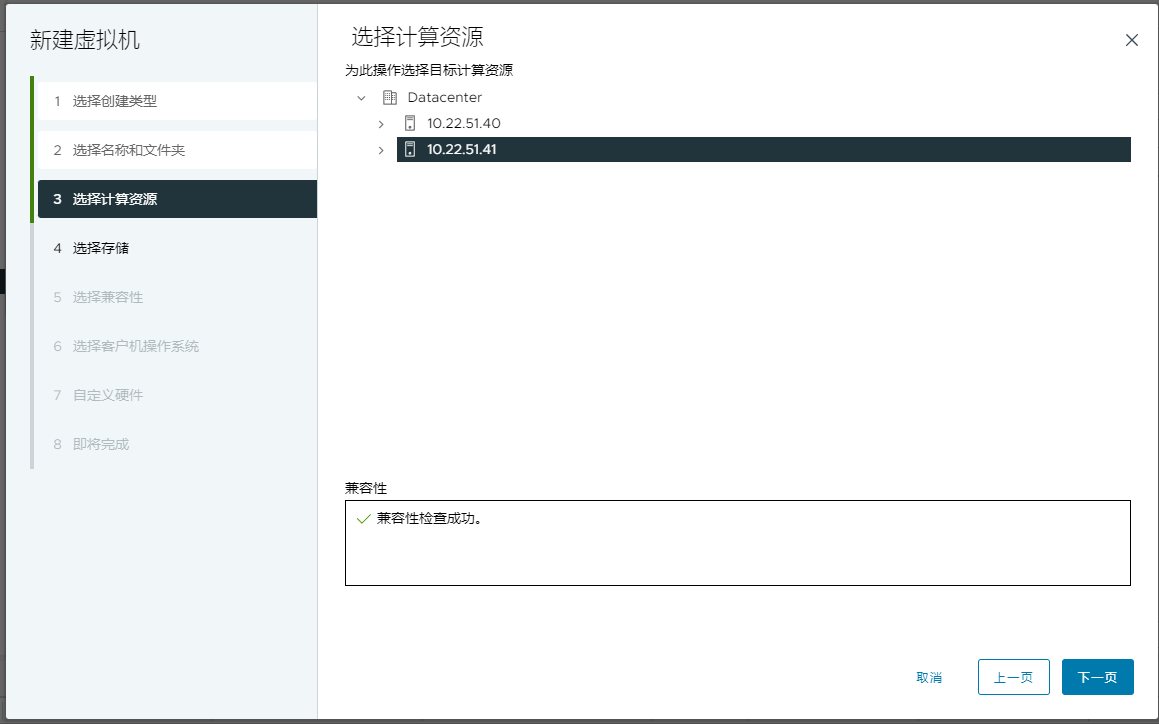 新建虚拟机
1 选择创建类型
2 选择名称和文件夹
3 选择计算资源
4 选择存储
5 选择兼容性
6 选择客户机操作系统
7 自定义硬件
8 即将完成
选择计算资源
为此操作选择目标计算资源
Datacenter
10.22.51.40
10.22.51.41
兼容性
兼容性检查成功。
取消
上一页
下一页